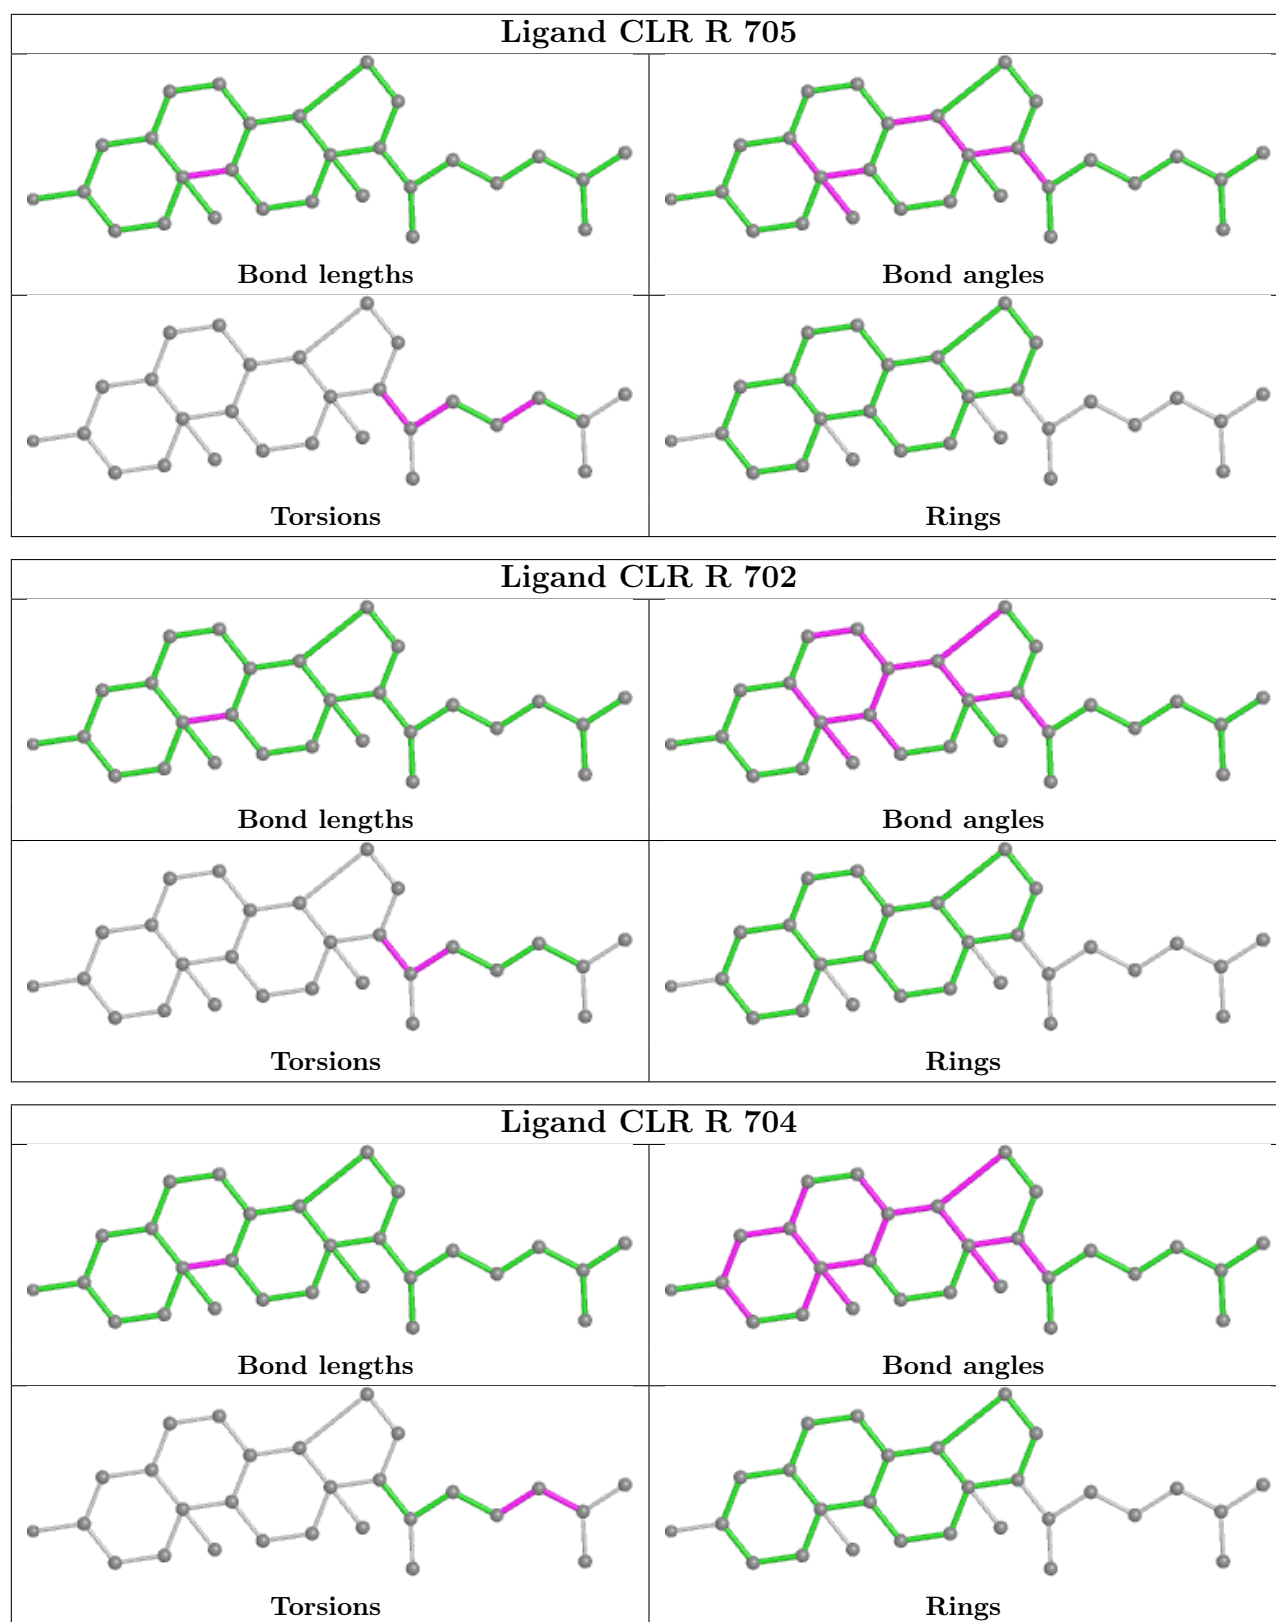 Ligand CLR R 705
Bond lengths
Bond angles
Torsions
Rings
Ligand CLR R 702
Bond lengths
Bond angles
Torsions
Rings
Ligand CLR R 704
Bond lengths
Bond angles
Torsions
Rings